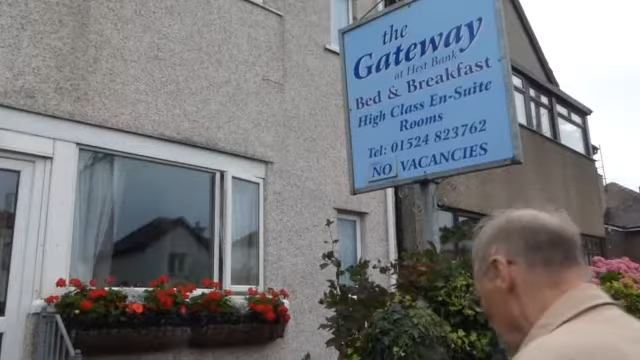 the
Gateway
at Hest Bank
Bed & Breakfast
High Class En-Suite
Rooms
Tel: 01524 823762
NO VACANCIES